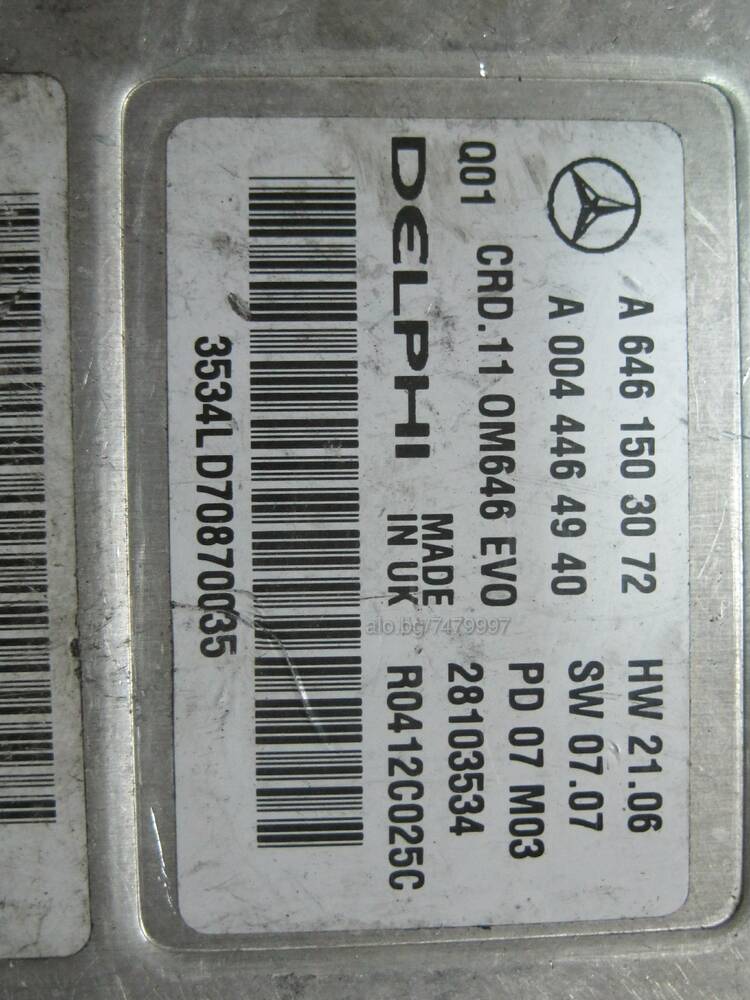 A 646 150 30 72 HW 21.06
A 004 446 49 40 SW 07.07
Q01 CRD.11 OM646 EVO PD 07 M03
DELPHI MADE IN UK 28103534
R0412C025C
3534LD70870035
alo.bg/7479997